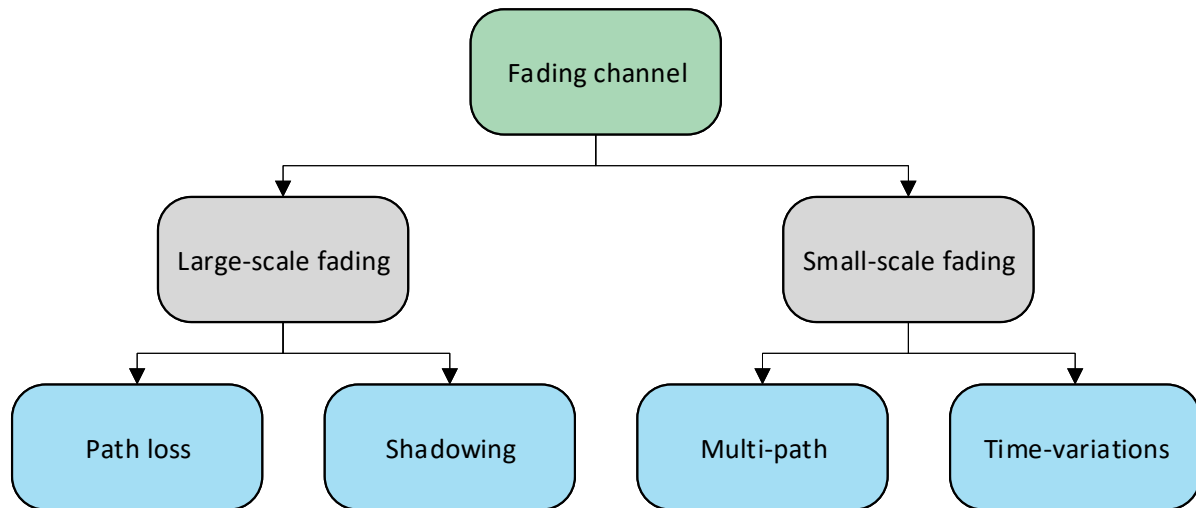 Fading channel
Large-scale fading
Small-scale fading
Path loss
Shadowing
Multi-path
Time-variations